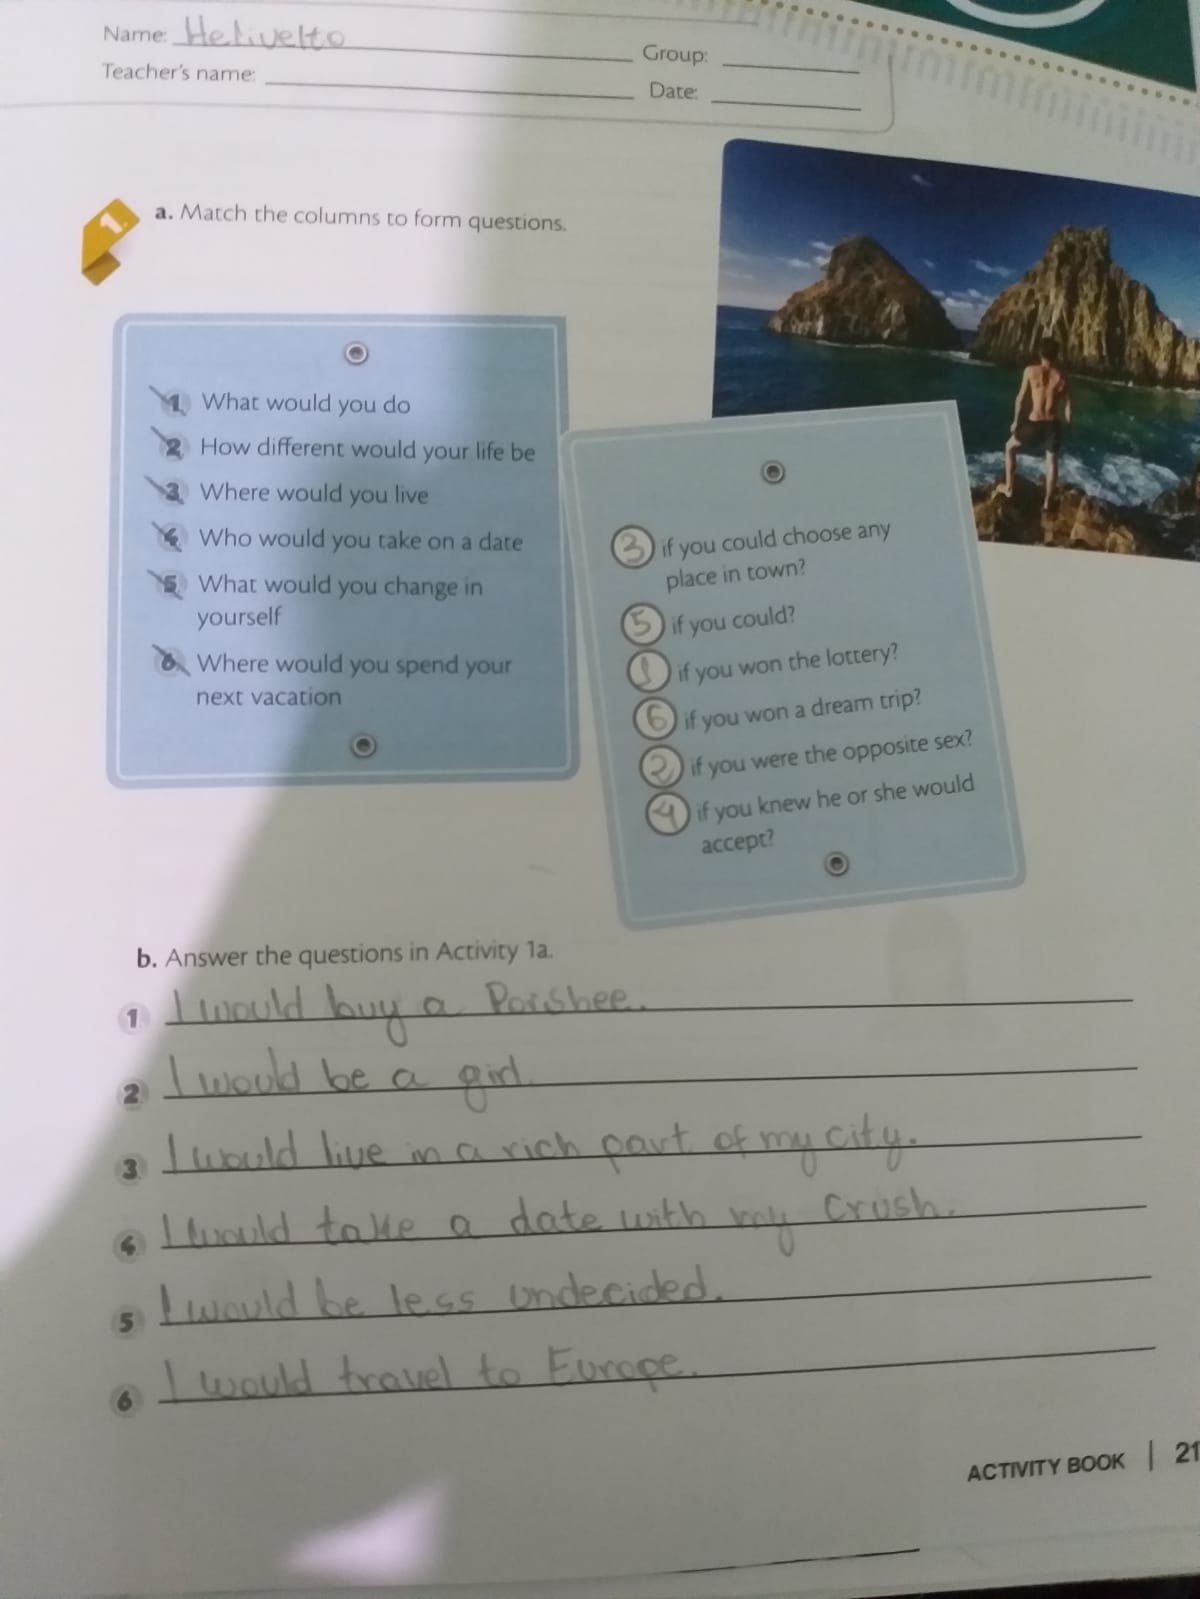 Name: Helivelto
Group:
Teacher's name:
Date:
1. a. Match the columns to form questions.
1. What would you do
2. How different would your life be
3. Where would you live
4. Who would you take on a date
5. What would you change in
yourself
6. Where would you spend your
next vacation
3 if you could choose any
place in town?
5 if you could?
1 if you won the lottery?
6 if you won a dream trip?
2 if you were the opposite sex?
4 if you knew he or she would
accept?
b. Answer the questions in Activity 1a.
1. I would buy a Porshee.
2. I would be a girl.
3. I would live in a rich part of my city.
4. I would take a date with my crush.
5. I would be less undecided.
6. I would travel to Europe.
ACTIVITY BOOK | 21